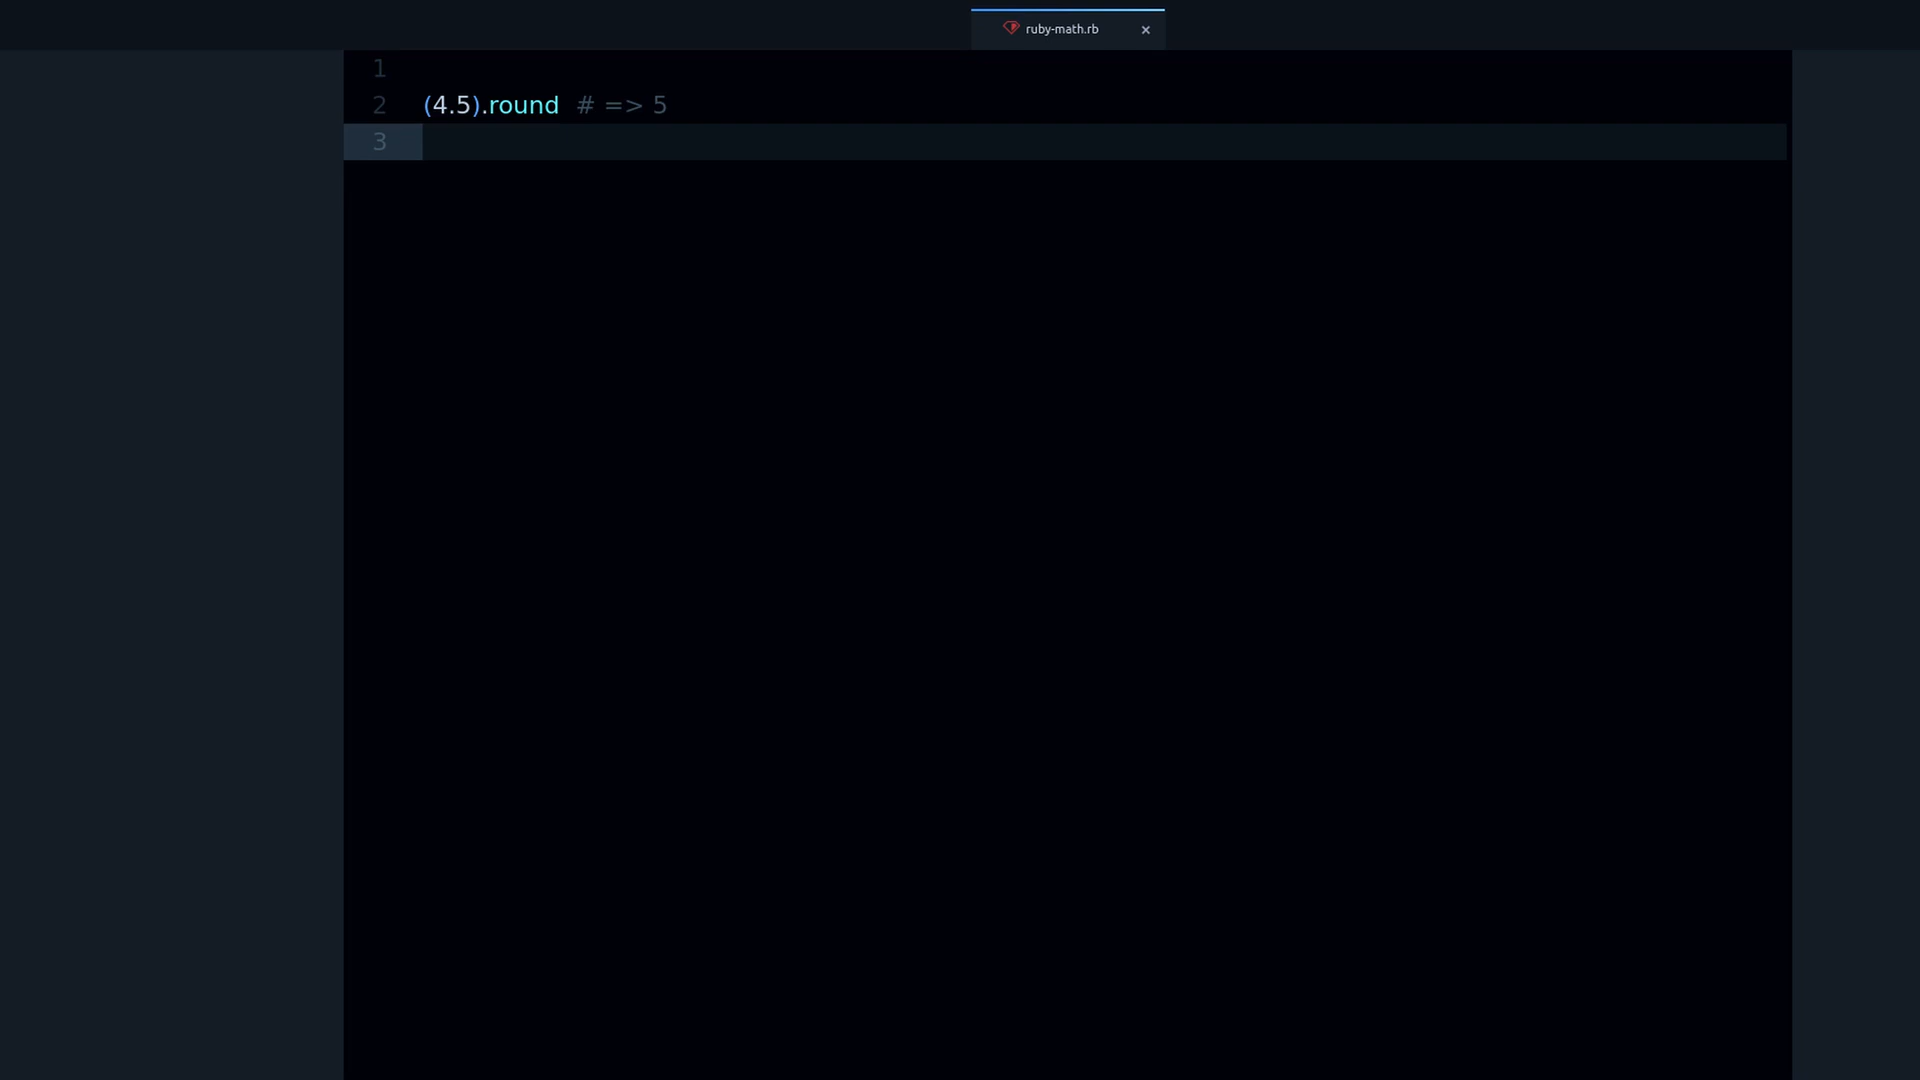 ruby-math.rb ×
1
2 (4.5).round # => 5
3